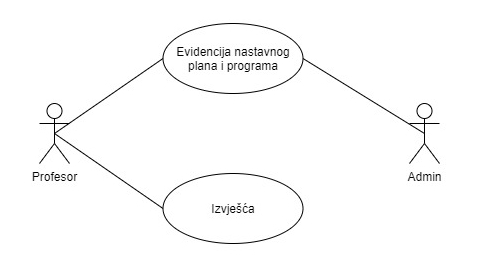 Evidencija nastavnog
plana i programa
Profesor
Admin
Izvješća